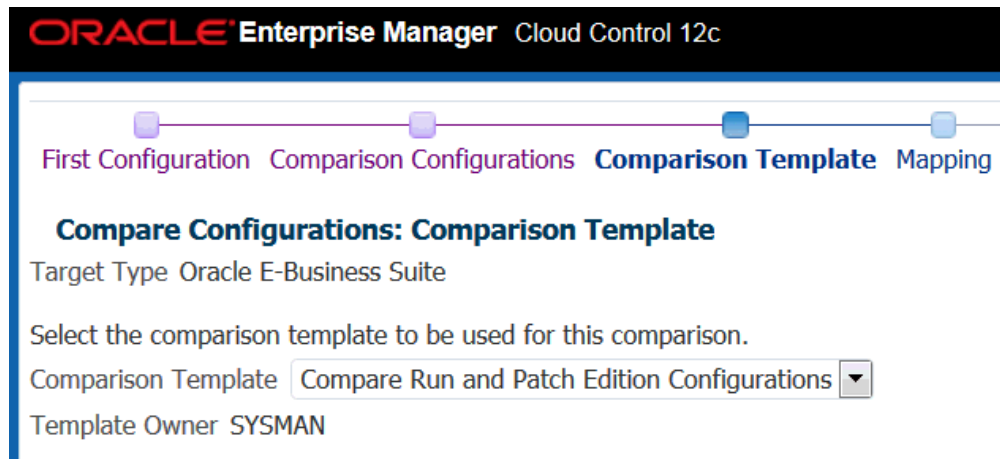 ORACLE Enterprise Manager Cloud Control 12c
First Configuration Comparison Configurations Comparison Template Mapping
Compare Configurations: Comparison Template
Target Type Oracle E-Business Suite
Select the comparison template to be used for this comparison.
Comparison Template Compare Run and Patch Edition Configurations
Template Owner SYSMAN